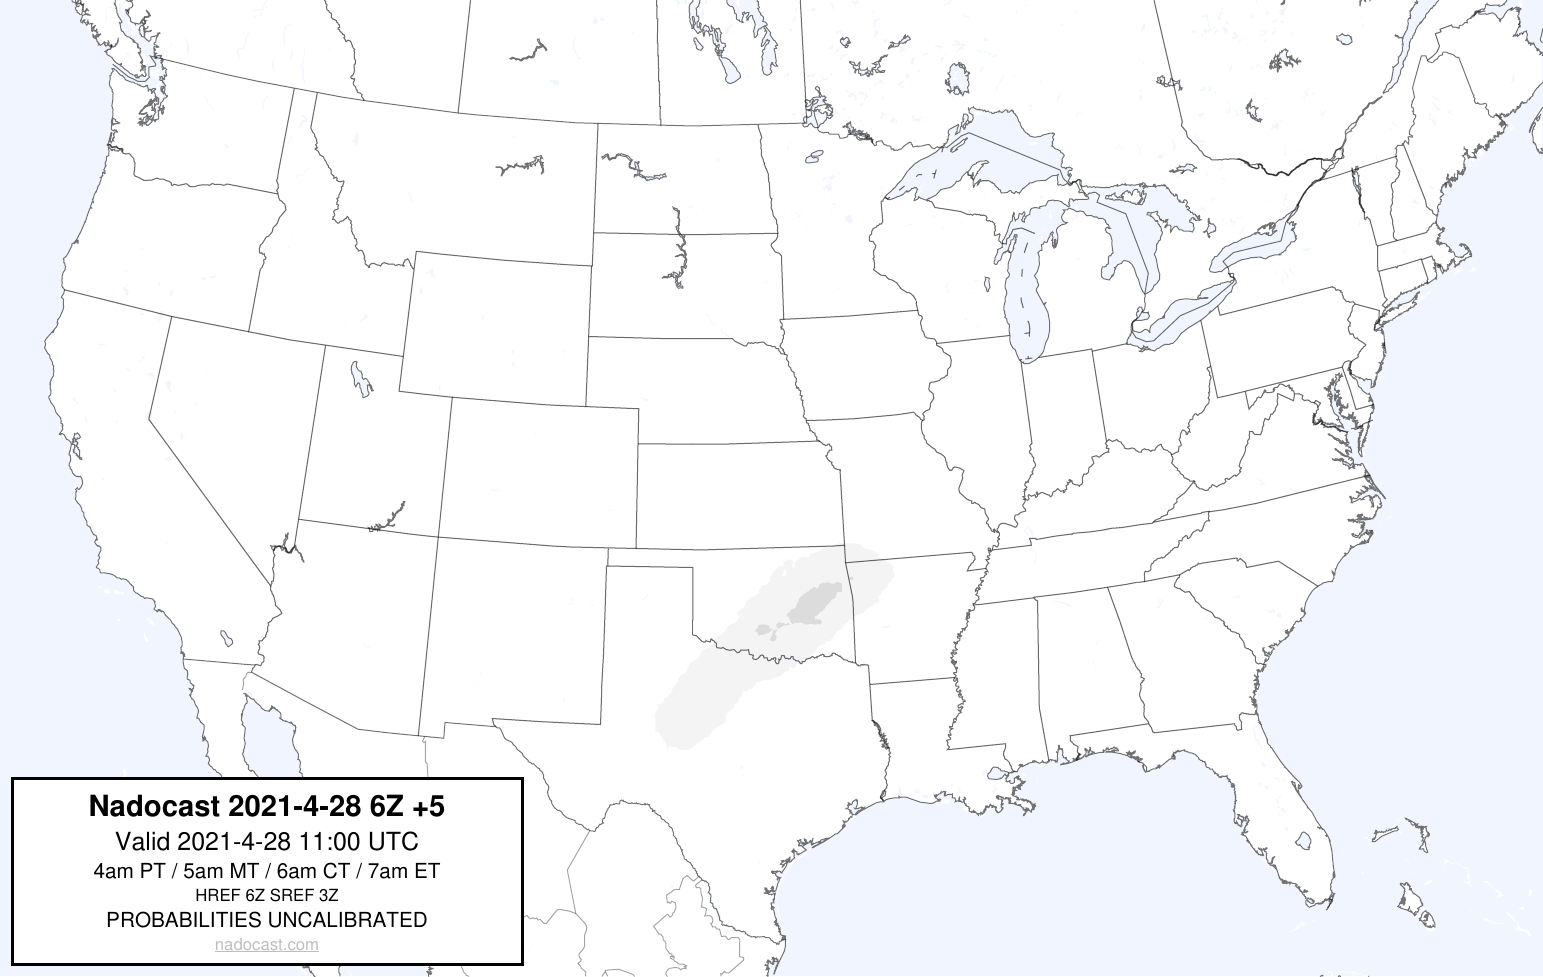 Nadocast 2021-4-28 6Z +5
Valid 2021-4-28 11:00 UTC
4am PT / 5am MT / 6am CT / 7am ET
HREF 6Z SREF 3Z
PROBABILITIES UNCALIBRATED
nadocast.com